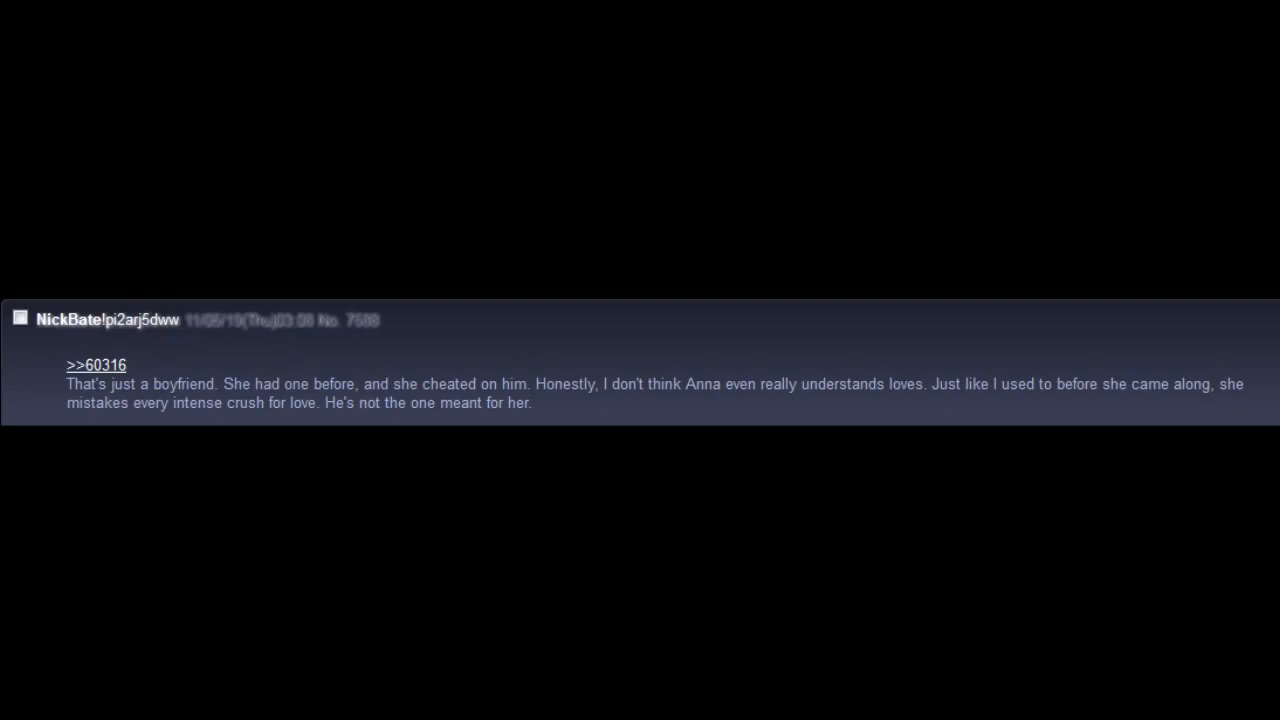 NickBate!pi2arj5dww
>>60316
That's just a boyfriend. She had one before, and she cheated on him. Honestly, I don't think Anna even really understands loves. Just like I used to before she came along, she
mistakes every intense crush for love. He's not the one meant for her.